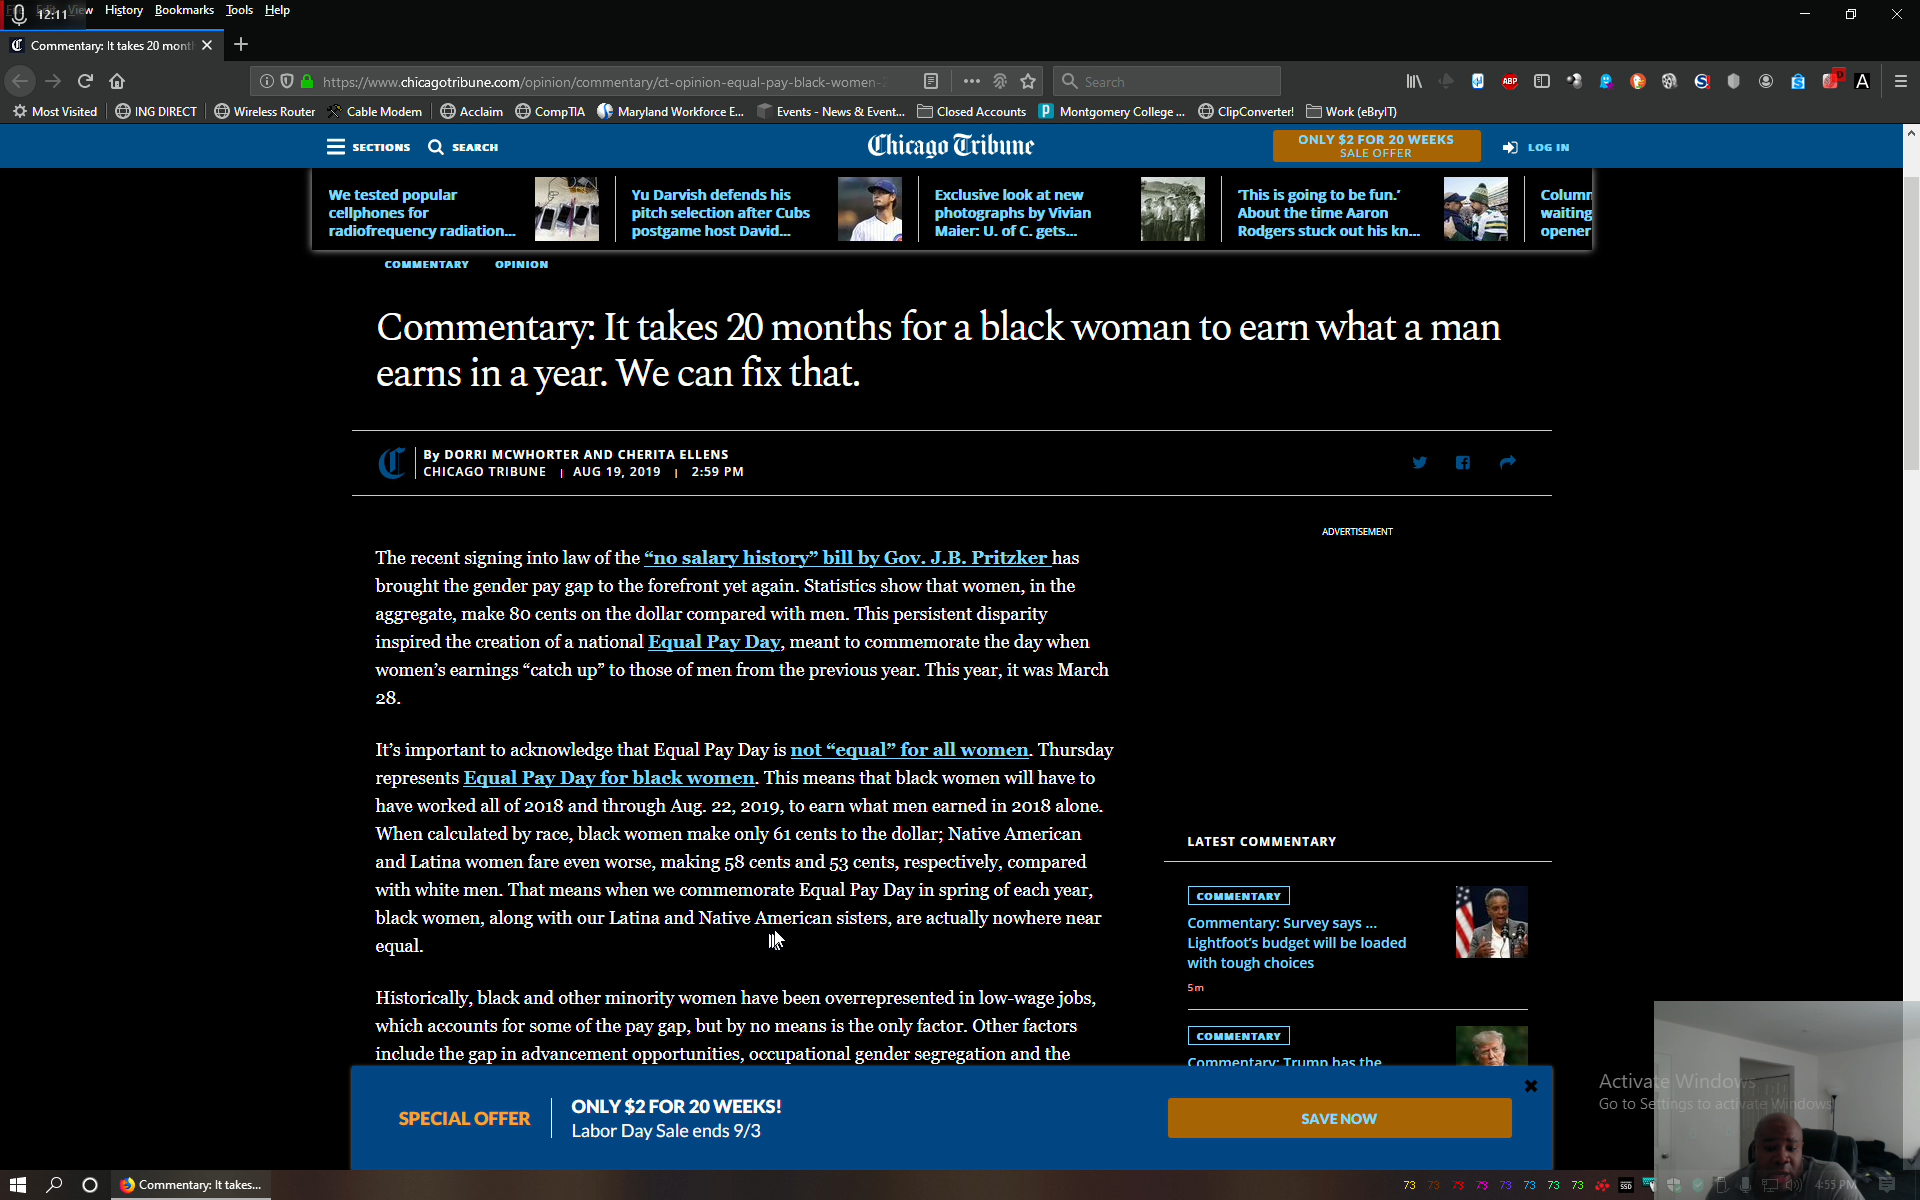 12:11
History Bookmarks Tools Help
Commentary: It takes 20 mont
https://www.chicagotribune.com/opinion/commentary/ct-opinion-equal-pay-black-women-
Search
Most Visited ING DIRECT Wireless Router Cable Modem Acclaim CompTIA Maryland Workforce E... Events - News & Event... Closed Accounts Montgomery College ... ClipConverter! Work (eBryIT)
SECTIONS SEARCH
Chicago Tribune
ONLY $2 FOR 20 WEEKS
SALE OFFER
LOG IN
We tested popular
cellphones for
radiofrequency radiation...
Yu Darvish defends his
pitch selection after Cubs
postgame host David...
Exclusive look at new
photographs by Vivian
Maier: U. of C. gets...
'This is going to be fun.'
About the time Aaron
Rodgers stuck out his kn...
Column
waiting
opener
COMMENTARY OPINION
Commentary: It takes 20 months for a black woman to earn what a man
earns in a year. We can fix that.
By DORRI MCWHORTER AND CHERITA ELLENS
CHICAGO TRIBUNE | AUG 19, 2019 | 2:59 PM
ADVERTISEMENT
The recent signing into law of the “no salary history” bill by Gov. J.B. Pritzker has
brought the gender pay gap to the forefront yet again. Statistics show that women, in the
aggregate, make 80 cents on the dollar compared with men. This persistent disparity
inspired the creation of a national Equal Pay Day, meant to commemorate the day when
women’s earnings “catch up” to those of men from the previous year. This year, it was March
28.
It’s important to acknowledge that Equal Pay Day is not “equal” for all women. Thursday
represents Equal Pay Day for black women. This means that black women will have to
have worked all of 2018 and through Aug. 22, 2019, to earn what men earned in 2018 alone.
When calculated by race, black women make only 61 cents to the dollar; Native American
and Latina women fare even worse, making 58 cents and 53 cents, respectively, compared
with white men. That means when we commemorate Equal Pay Day in spring of each year,
black women, along with our Latina and Native American sisters, are actually nowhere near
equal.
Historically, black and other minority women have been overrepresented in low-wage jobs,
which accounts for some of the pay gap, but by no means is the only factor. Other factors
include the gap in advancement opportunities, occupational gender segregation and the
LATEST COMMENTARY
COMMENTARY
Commentary: Survey says ...
Lightfoot's budget will be loaded
with tough choices
5m
COMMENTARY
Commentary: Trump has the
SPECIAL OFFER
ONLY $2 FOR 20 WEEKS!
Labor Day Sale ends 9/3
SAVE NOW
Activate Windows
Go to Settings to activate Windows.
Commentary: It takes...
73 73 73 73 73 73 73 73
4:55 PM